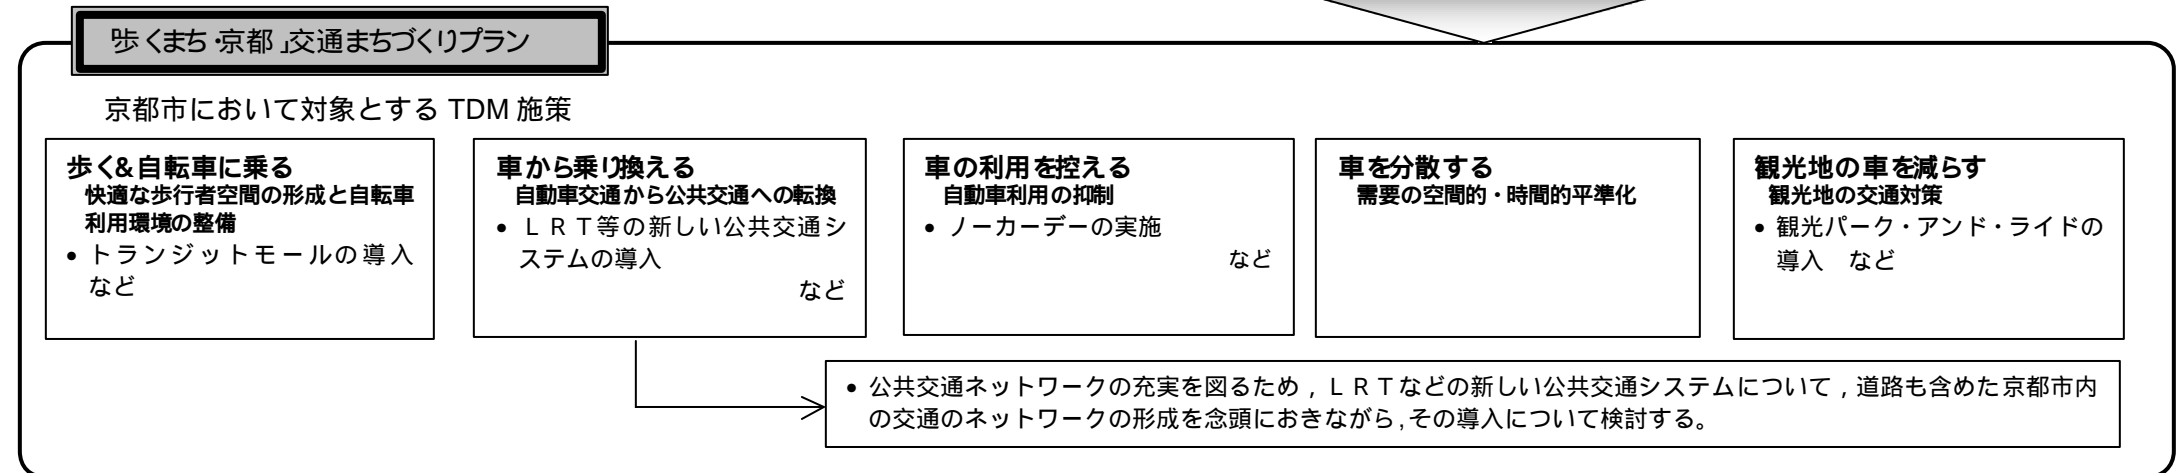 「歩くまち・京都」交通まちづくりプラン
京都市において対象とする TDM 施策
歩く&自転車に乗る
快適な歩行者空間の形成と自転車
利用環境の整備
• トランジットモールの導入
など
車から乗り換える
自動車交通から公共交通への転換
• ＬＲＴ等の新しい公共交通シ
ステムの導入
など
車の利用を控える
自動車利用の抑制
• ノーカーデーの実施
など
車を分散する
需要の空間的・時間的平準化
観光地の車を減らす
観光地の交通対策
• 観光パーク・アンド・ライドの
導入　など
• 公共交通ネットワークの充実を図るため，ＬＲＴなどの新しい公共交通システムについて，道路も含めた京都市内
の交通のネットワークの形成を念頭におきながら，その導入について検討する。